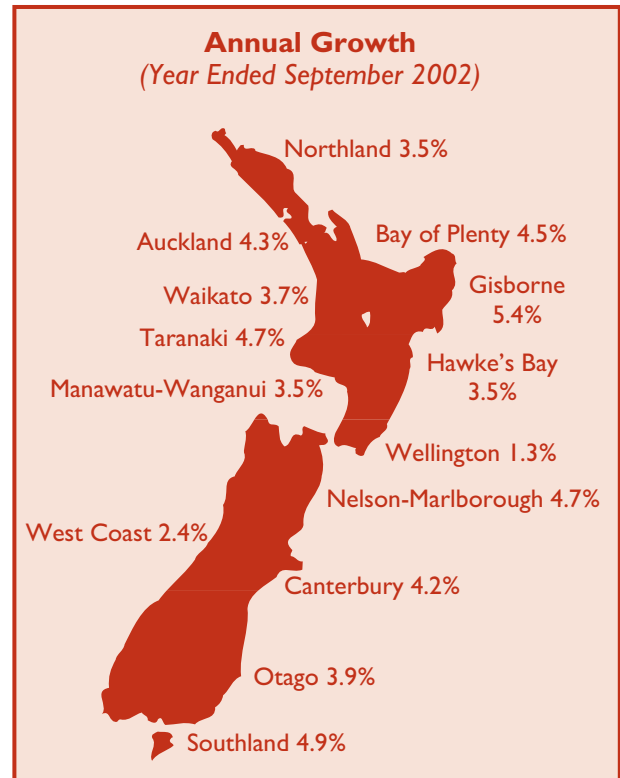 Annual Growth
(Year Ended September 2002)
Northland 3.5%
Auckland 4.3%
Bay of Plenty 4.5%
Waikato 3.7%
Gisborne
5.4%
Taranaki 4.7%
Hawke's Bay
3.5%
Manawatu-Wanganui 3.5%
Wellington 1.3%
Nelson-Marlborough 4.7%
West Coast 2.4%
Canterbury 4.2%
Otago 3.9%
Southland 4.9%